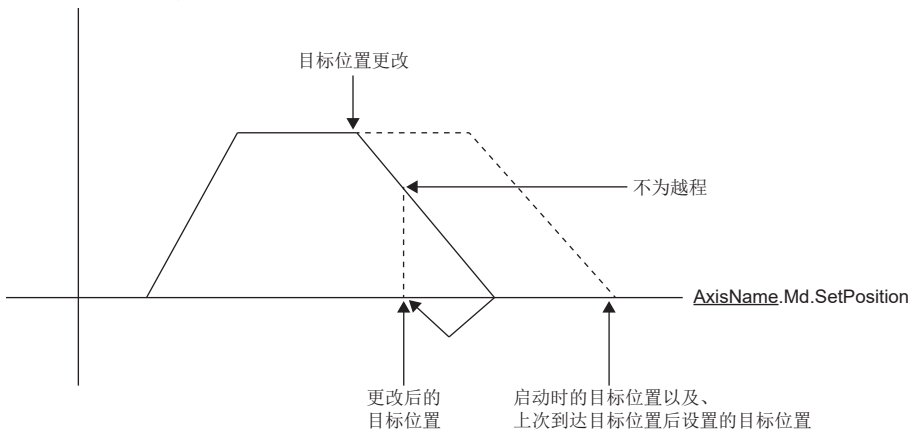 目标位置更改
不为越程
AxisName.Md.SetPosition
更改后的
目标位置
启动时的目标位置以及、
上次到达目标位置后设置的目标位置